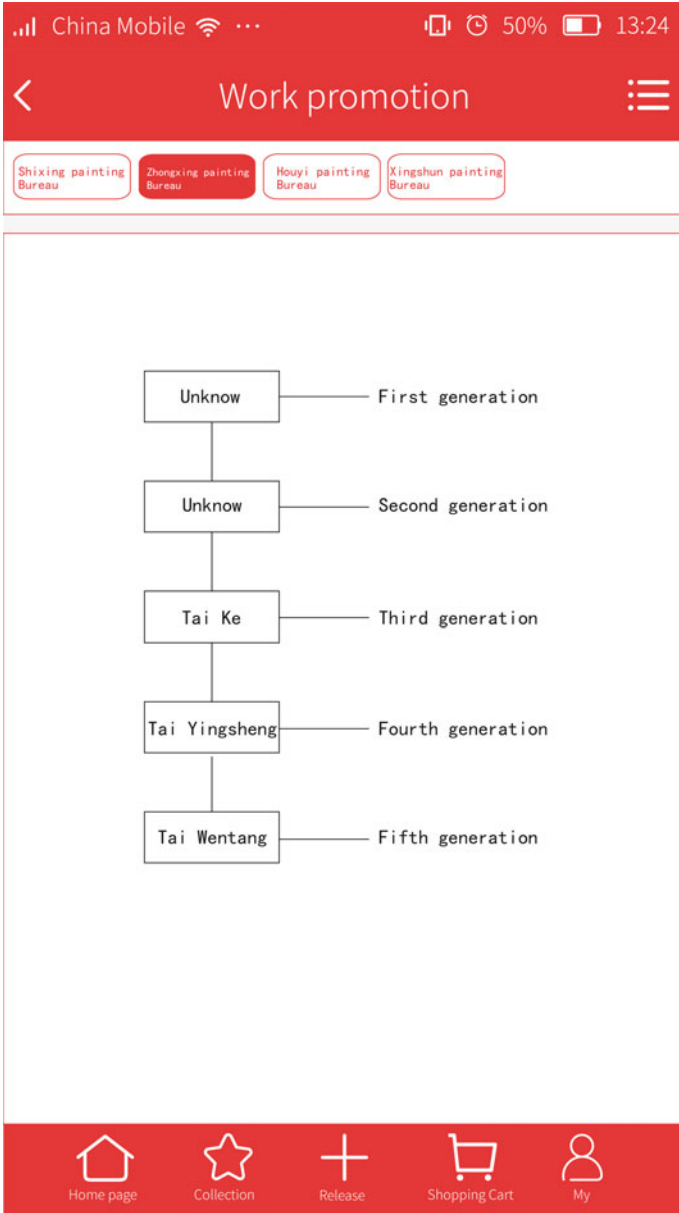 China Mobile ··· 50% 13:24
Work promotion
Shixing painting
Bureau
Zhongxing painting
Bureau
Houyi painting
Bureau
Xingshun painting
Bureau
Unknow First generation
Unknow Second generation
Tai Ke Third generation
Tai Yingsheng Fourth generation
Tai Wentang Fifth generation
Home page Collection Release Shopping Cart My